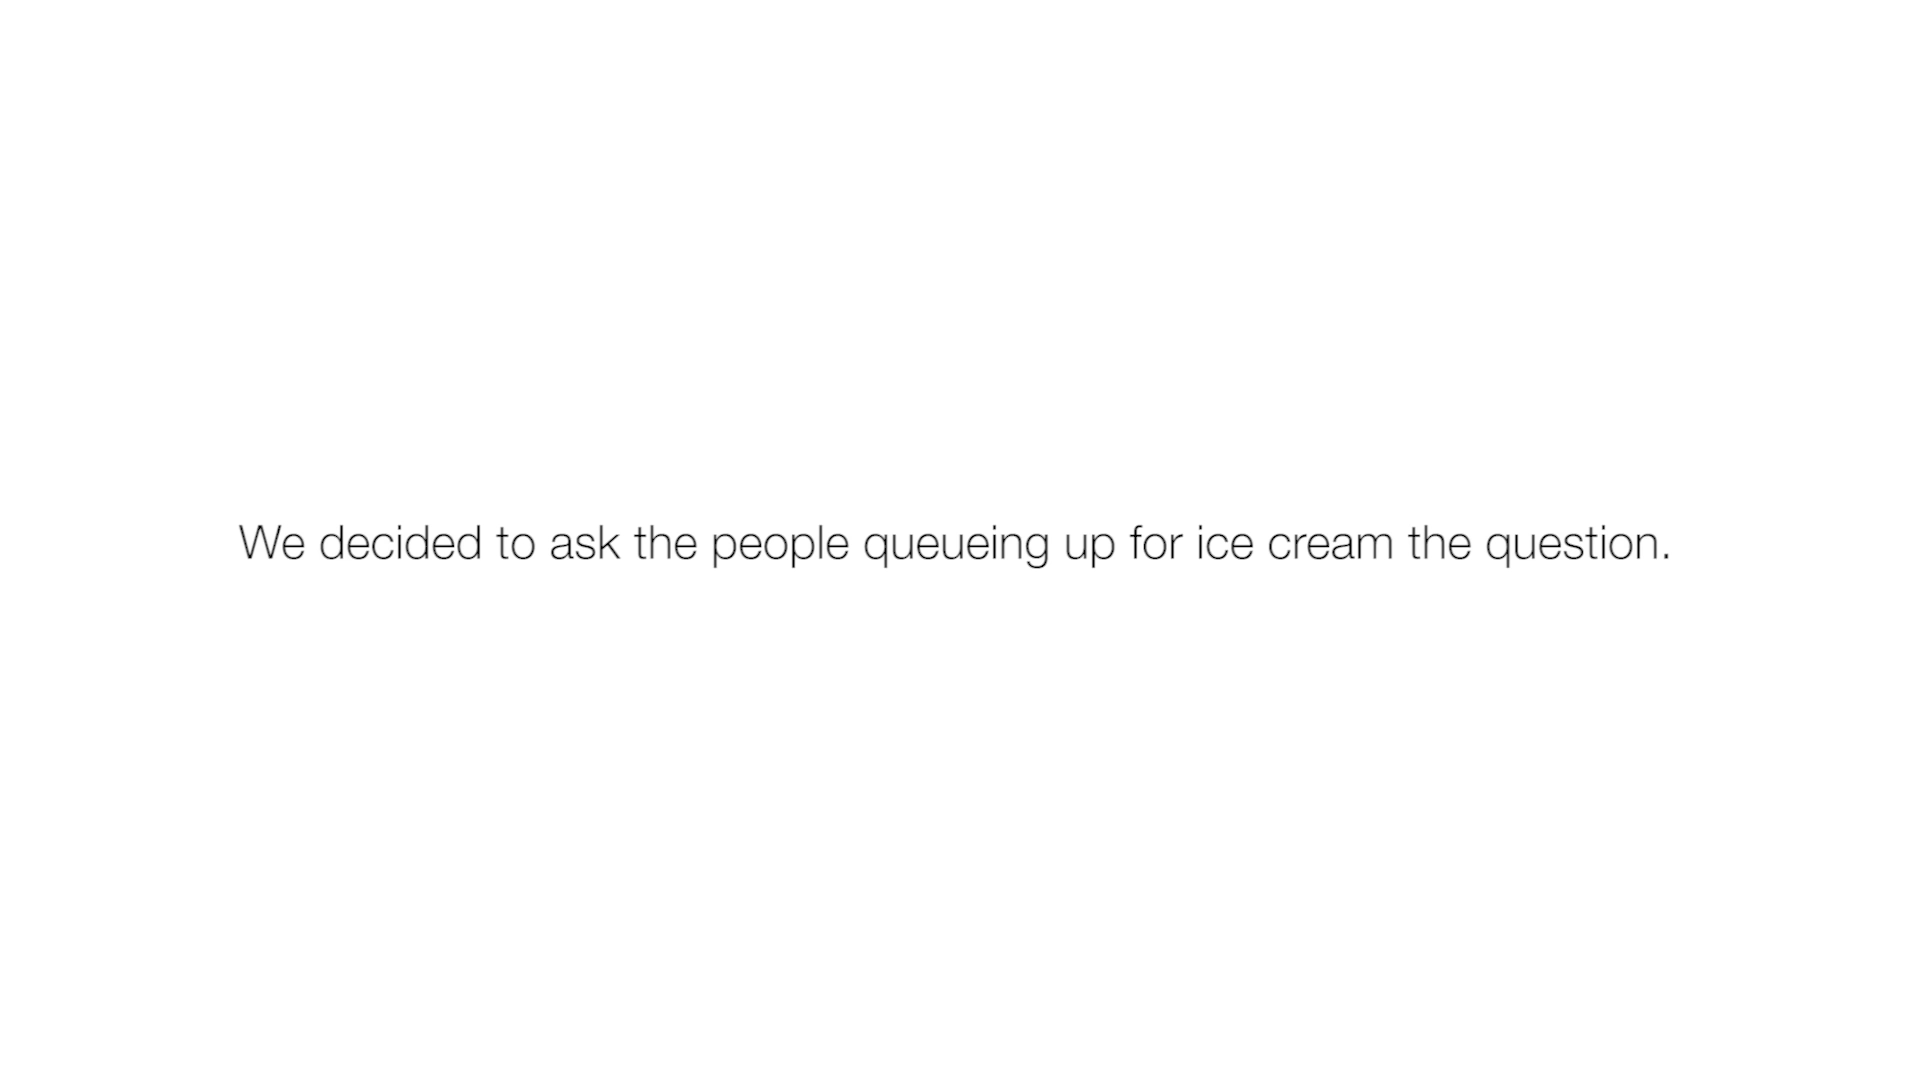 We decided to ask the people queueing up for ice cream the question.